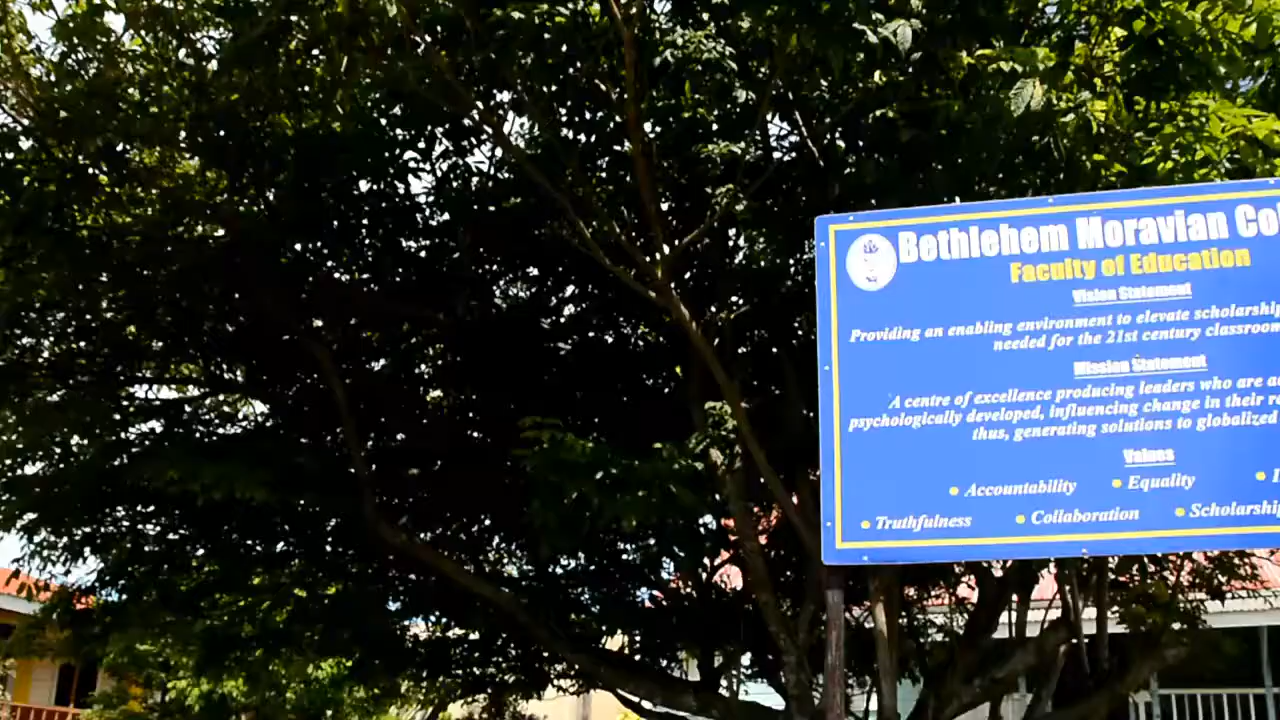 Bethlehem Moravian Co
Faculty of Education
Vision Statement
Providing an enabling environment to elevate scholarship
needed for the 21st century classroom
Mission Statement
A centre of excellence producing leaders who are
psychologically developed, influencing change in their
thus, generating solutions to globalized
Values
• Accountability • Equality •
• Truthfulness • Collaboration • Scholarship